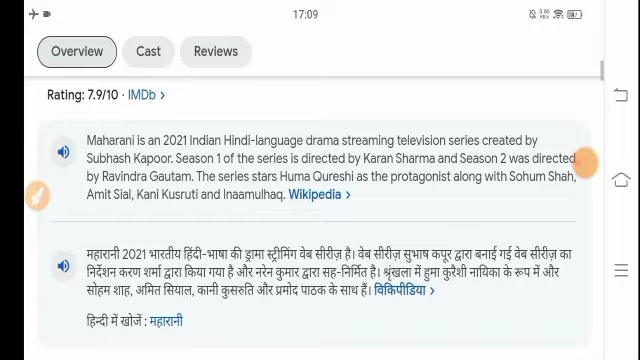 17:09
Overview Cast Reviews
Rating: 7.9/10 · IMDb >
Maharani is an 2021 Indian Hindi-language drama streaming television series created by
Subhash Kapoor. Season 1 of the series is directed by Karan Sharma and Season 2 was directed
by Ravindra Gautam. The series stars Huma Qureshi as the protagonist along with Sohum Shah,
Amit Sial, Kani Kusruti and Inaamulhaq. Wikipedia >
महारानी 2021 भारतीय हिंदी-भाषा की ड्रामा स्ट्रीमिंग वेब सीरीज़ है। वेब सीरीज़ सुभाष कपूर द्वारा बनाई गई वेब सीरीज़ का
निर्देशन करण शर्मा द्वारा किया गया है और नरेन कुमार द्वारा सह-निर्मित है। श्रृंखला में हुमा कुरैशी नायिका के रूप में और
सोहम शाह, अमित सियाल, कानी कुसरुति और प्रमोद पाठक के साथ हैं। विकिपीडिया >
हिन्दी में खोजें : महारानी